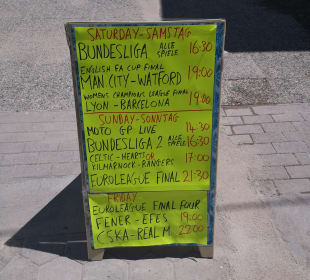 SATURDAY-SAMSTAG
BUNDESLIGA ALLE SPIELE 16:30
ENGLISH FA CUP FINAL
MAN.CITY-WATFORD 19:00
WOMENS CHAMPIONS LEAGUE FINAL
LYON-BARCELONA 19:00
SUNDAY-SONNTAG
MOTO GP LIVE 14:30
BUNDESLIGA 2 ALLE SPIELE 16:30
CELTIC-HEARTS OR
KILMARNOCK-RANGERS 17:00
EUROLEAGUE FINAL 21:30
FRIDAY
EUROLEAGUE FINAL FOUR
FENER-EFES 19:00
CSKA-REAL M. 22:00